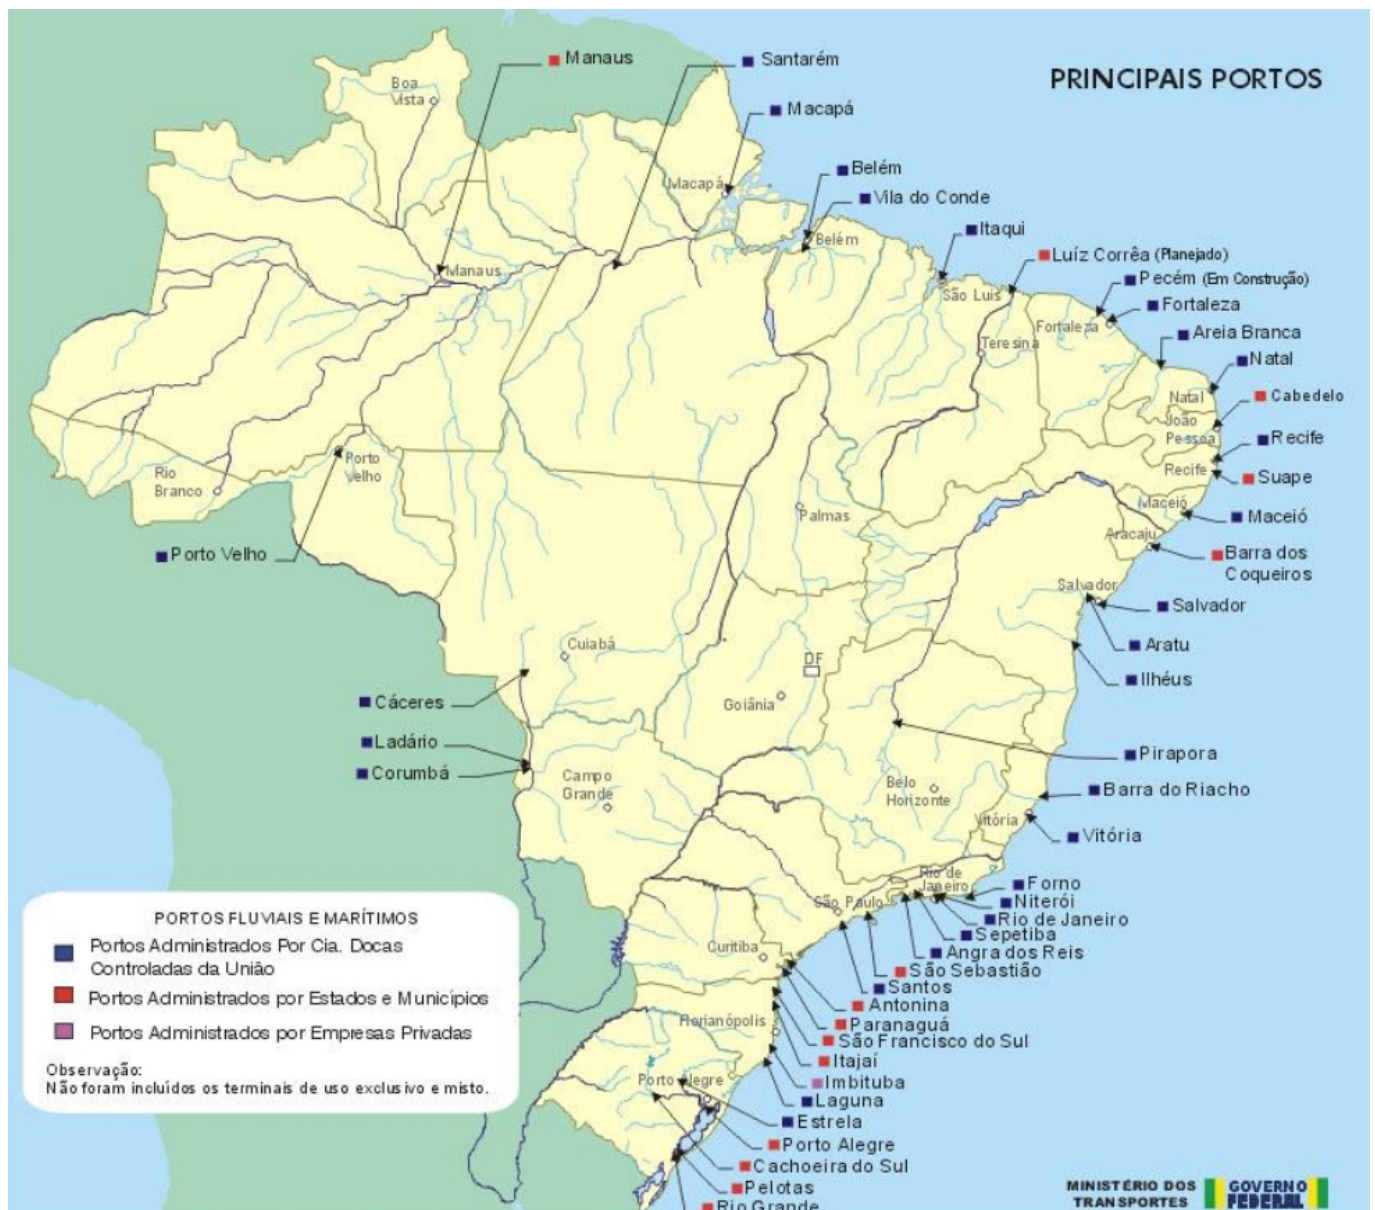 PRINCIPAIS PORTOS
Manaus
Santarém
Boa
Vista
Macapá
Macapá
Belém
Vila do Conde
Belém
Itaqui
Luíz Corrêa (Planejado)
Manaus
Pecém (Em Construção)
São Luis
Fortaleza
Fortaleza
Areia Branca
Teresina
Natal
Natal
Cabedelo
João
Pessoa
Recife
Porto
Velho
Rio
Branco
Recife
Suape
Maceió
Palmas
Maceió
Aracaju
Porto Velho
Barra dos
Coqueiros
Salvador
Salvador
Cuiabá
Aratu
DF
Ilhéus
Cáceres
Goiânia
Ladário
Pirapora
Corumbá
Campo
Grande
Belo
Horizonte
Barra do Riacho
Vitória
Vitória
Rio de
Janeiro
Forno
São Paulo
Niterói
Rio de Janeiro
Sepetiba
Curitiba
Angra dos Reis
São Sebastião
Santos
Antonina
Florianópolis
Paranaguá
São Francisco do Sul
Itajaí
Porto Alegre
Imbituba
Laguna
Estrela
Porto Alegre
Cachoeira do Sul
Pelotas
Rio Grande
PORTOS FLUVIAIS E MARÍTIMOS
Portos Administrados Por Cia. Docas
Controladas da União
Portos Administrados por Estados e Municípios
Portos Administrados por Empresas Privadas
Observação:
Não foram incluídos os terminais de uso exclusivo e misto.
MINISTÉRIO DOS
TRANSPORTES
GOVERNO
FEDERAL